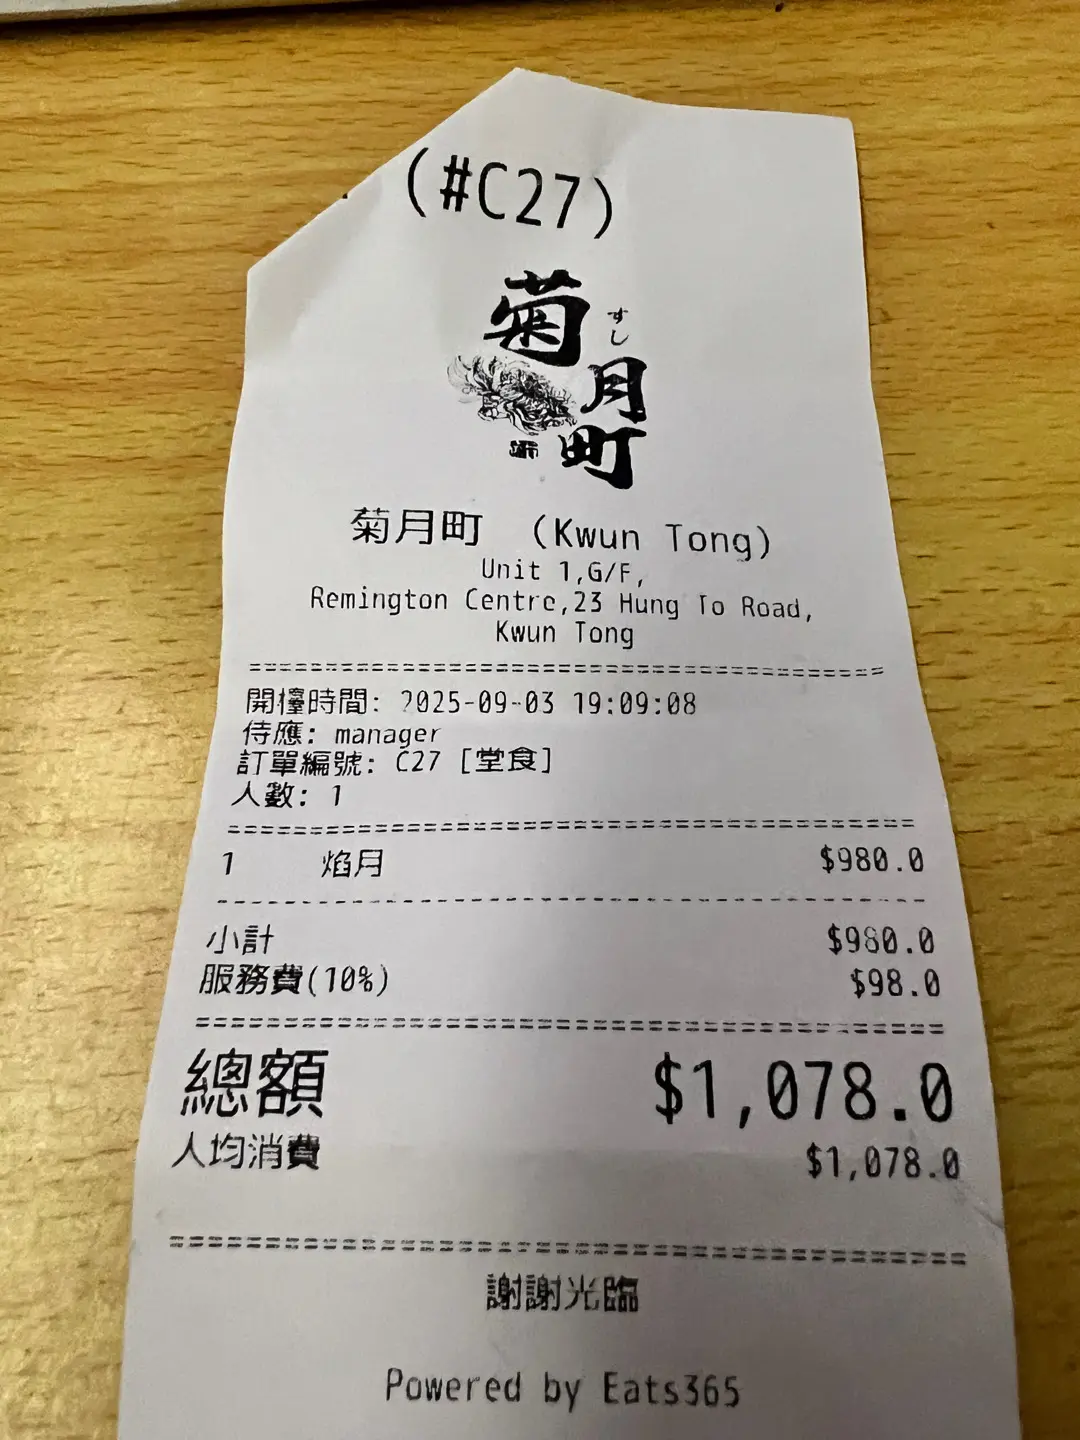 (#C27)
菊月町
すし
菊月町 (Kwun Tong)
Unit 1,G/F,
Remington Centre,23 Hung To Road,
Kwun Tong
開檯時間: 2025-09-03 19:09:08
侍應: manager
訂單編號: C27 [堂食]
人數: 1
1 焰月 $980.0
小計 $980.0
服務費(10%) $98.0
總額 $1,078.0
人均消費 $1,078.0
謝謝光臨
Powered by Eats365